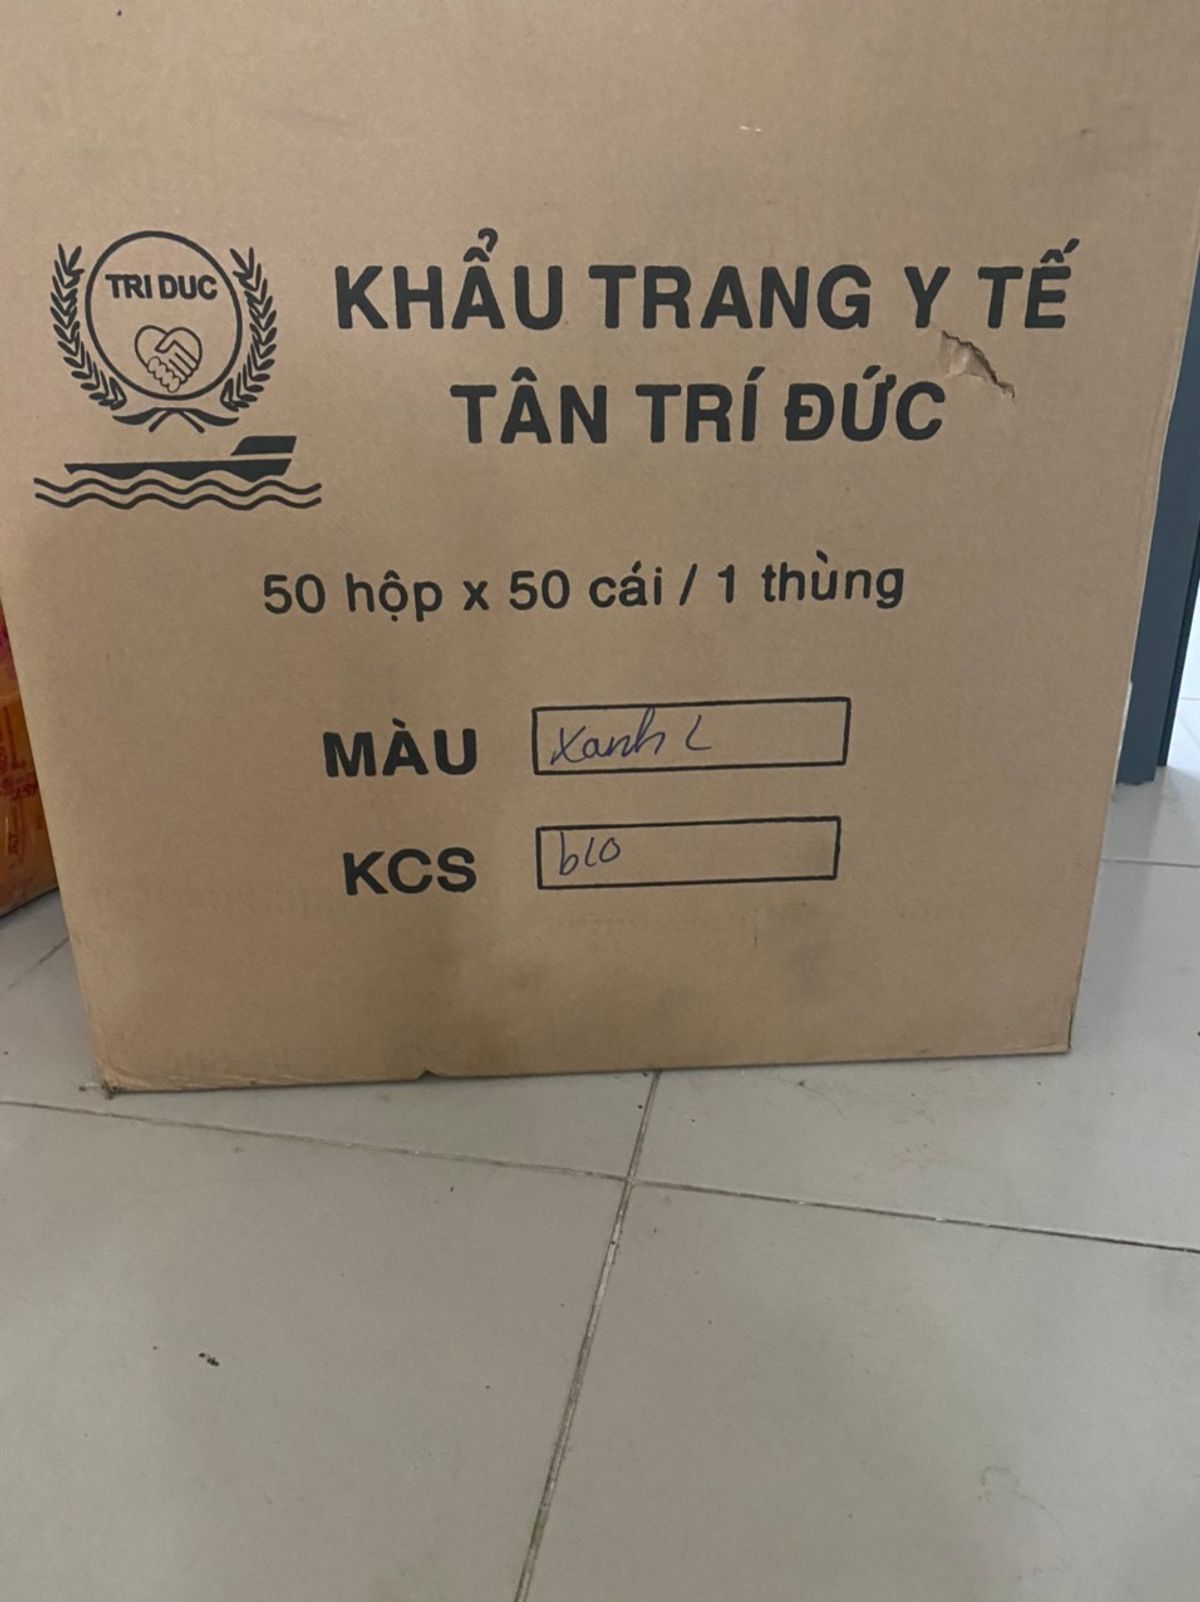 TRI DUC
KHẨU TRANG Y TẾ
TÂN TRÍ ĐỨC
50 hộp x 50 cái / 1 thùng
MÀU Xanh L
KCS